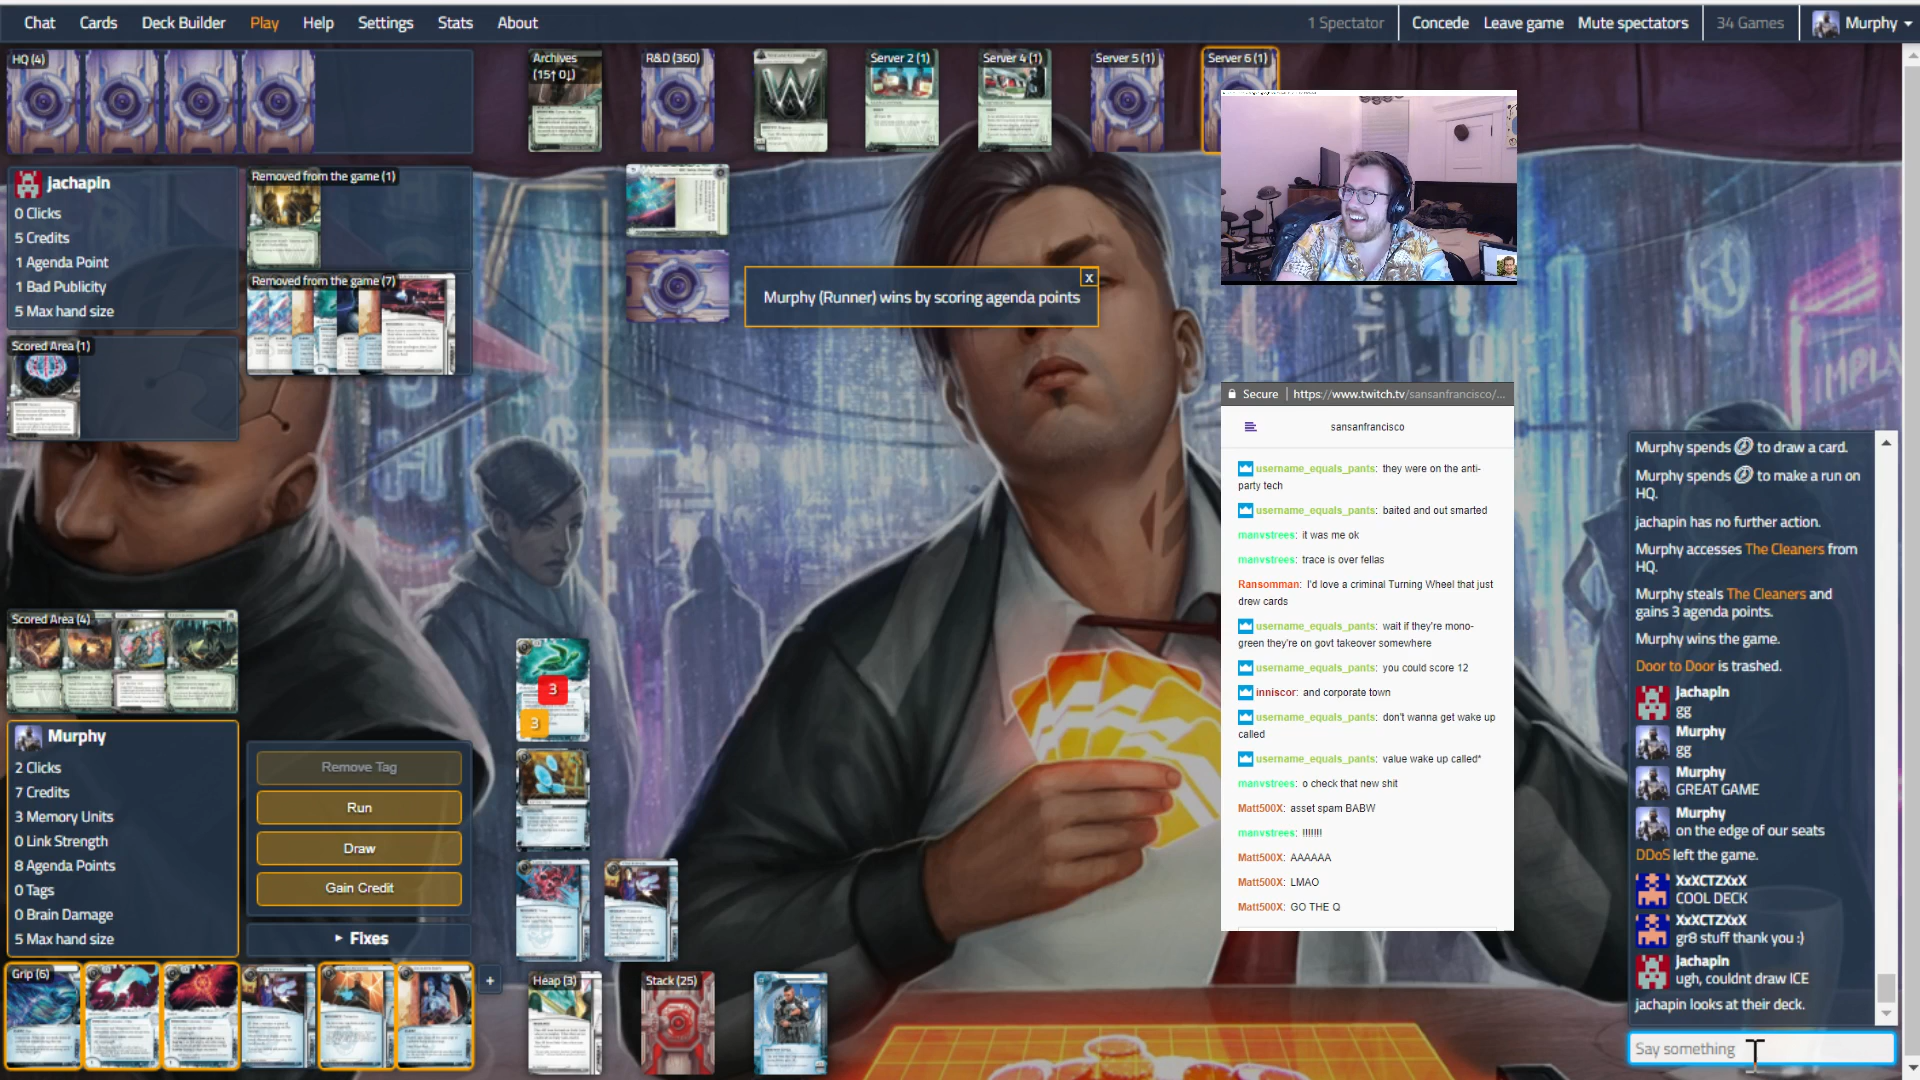 Chat Cards Deck Builder Play Help Settings Stats About
1 Spectator Concede Leave game Mute spectators 34 Games Murphy
HQ (4)
Archives
(15↑ 0↓)
R&D (360)
Server 2 (1)
Server 4 (1)
Server 5 (1)
Server 6 (1)
jachapin
0 Clicks
5 Credits
1 Agenda Point
1 Bad Publicity
5 Max hand size
Removed from the game (1)
Removed from the game (7)
Scored Area (1)
Murphy (Runner) wins by scoring agenda points
x
Secure | https://www.twitch.tv/sansanfrancisco/...
sansanfrancisco
username_equals_pants: they were on the anti-
party tech
username_equals_pants: baited and out smarted
manvstrees: it was me ok
manvstrees: trace is over fellas
Ransomman: I'd love a criminal Turning Wheel that just
drew cards
username_equals_pants: wait if they're mono-
green they're on govt takeover somewhere
username_equals_pants: you could score 12
inniscor: and corporate town
username_equals_pants: don't wanna get wake up
called
username_equals_pants: value wake up called*
manvstrees: o check that new shit
Matt500X: asset spam BABW
manvstrees: !!!!!!!
Matt500X: AAAAAA
Matt500X: LMAO
Matt500X: GO THE Q
Murphy spends to draw a card.
Murphy spends to make a run on
HQ.
jachapin has no further action.
Murphy accesses The Cleaners from
HQ.
Murphy steals The Cleaners and
gains 3 agenda points.
Murphy wins the game.
Door to Door is trashed.
jachapin
gg
Murphy
gg
Murphy
GREAT GAME
Murphy
on the edge of our seats
DDoS left the game.
XxXCTZXxX
COOL DECK
XxXCTZXxX
gr8 stuff thank you :)
jachapin
ugh, couldnt draw ICE
jachapin looks at their deck.
Say something
Scored Area (4)
Murphy
2 Clicks
7 Credits
3 Memory Units
0 Link Strength
8 Agenda Points
0 Tags
0 Brain Damage
5 Max hand size
Remove Tag
Run
Draw
Gain Credit
Fixes
3
3
Grip (6)
+
Heap (3)
Stack (25)